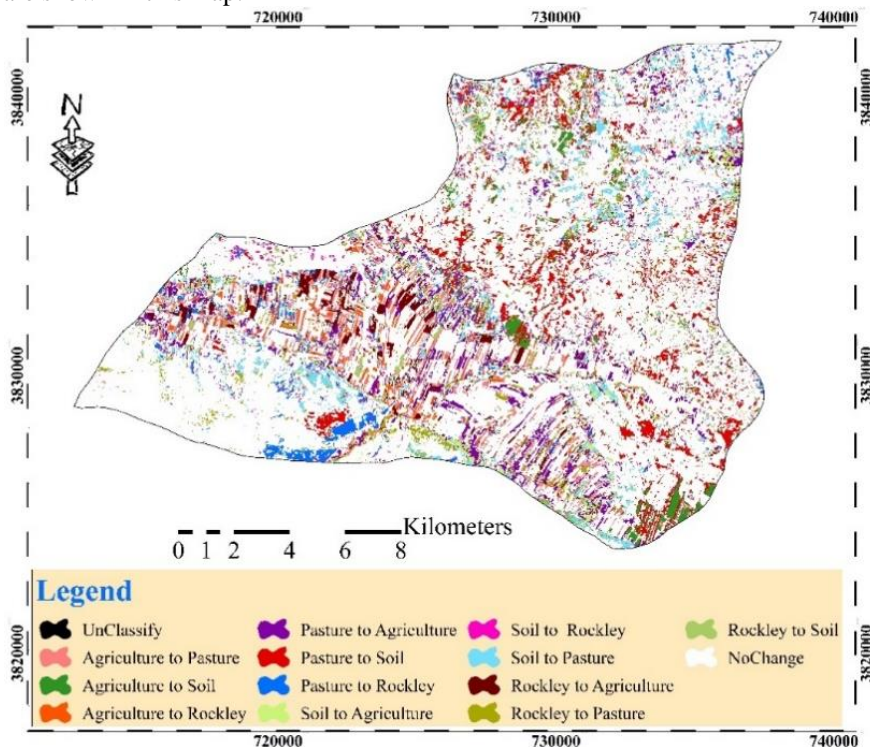 720000 730000 740000
3840000 3840000
N
3830000 3830000
Kilometers
0 1 2 4 6 8
Legend
UnClassify Pasture to Agriculture Soil to Rockley Rockley to Soil
Agriculture to Pasture Pasture to Soil Soil to Pasture NoChange
Agriculture to Soil Pasture to Rockley Rockley to Agriculture
Agriculture to Rockley Soil to Agriculture Rockley to Pasture
3820000 3820000
720000 730000 740000